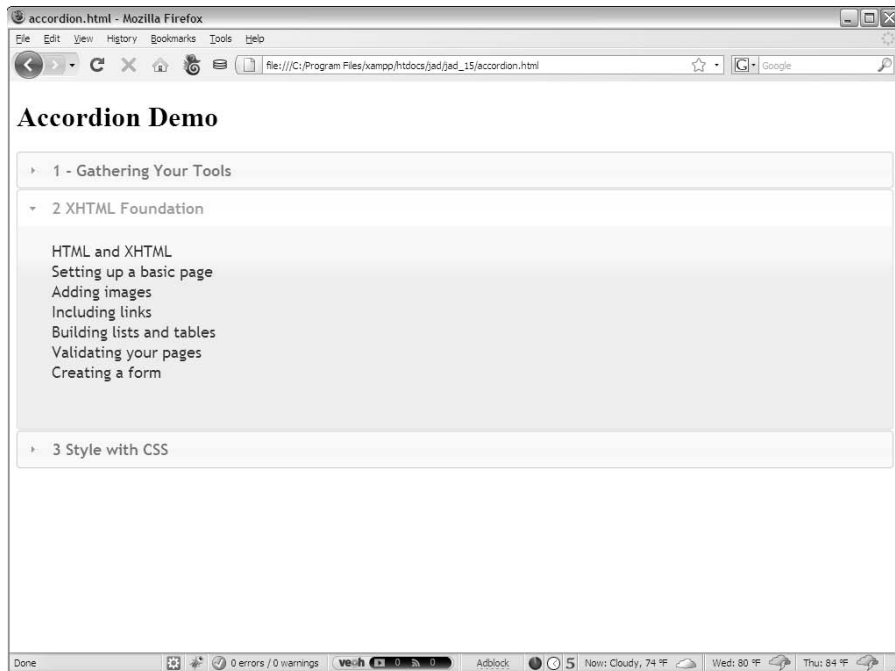 accordion.html - Mozilla Firefox
File Edit View History Bookmarks Tools Help
file:///C:/Program Files/xampp/htdocs/jad/jad_15/accordion.html
G Google
Accordion Demo
1 - Gathering Your Tools
2 XHTML Foundation
HTML and XHTML
Setting up a basic page
Adding images
Including links
Building lists and tables
Validating your pages
Creating a form
3 Style with CSS
Done 0 errors / 0 warnings veoh 0 0 Adblock 5 Now: Cloudy, 74 °F Wed: 80 °F Thu: 84 °F